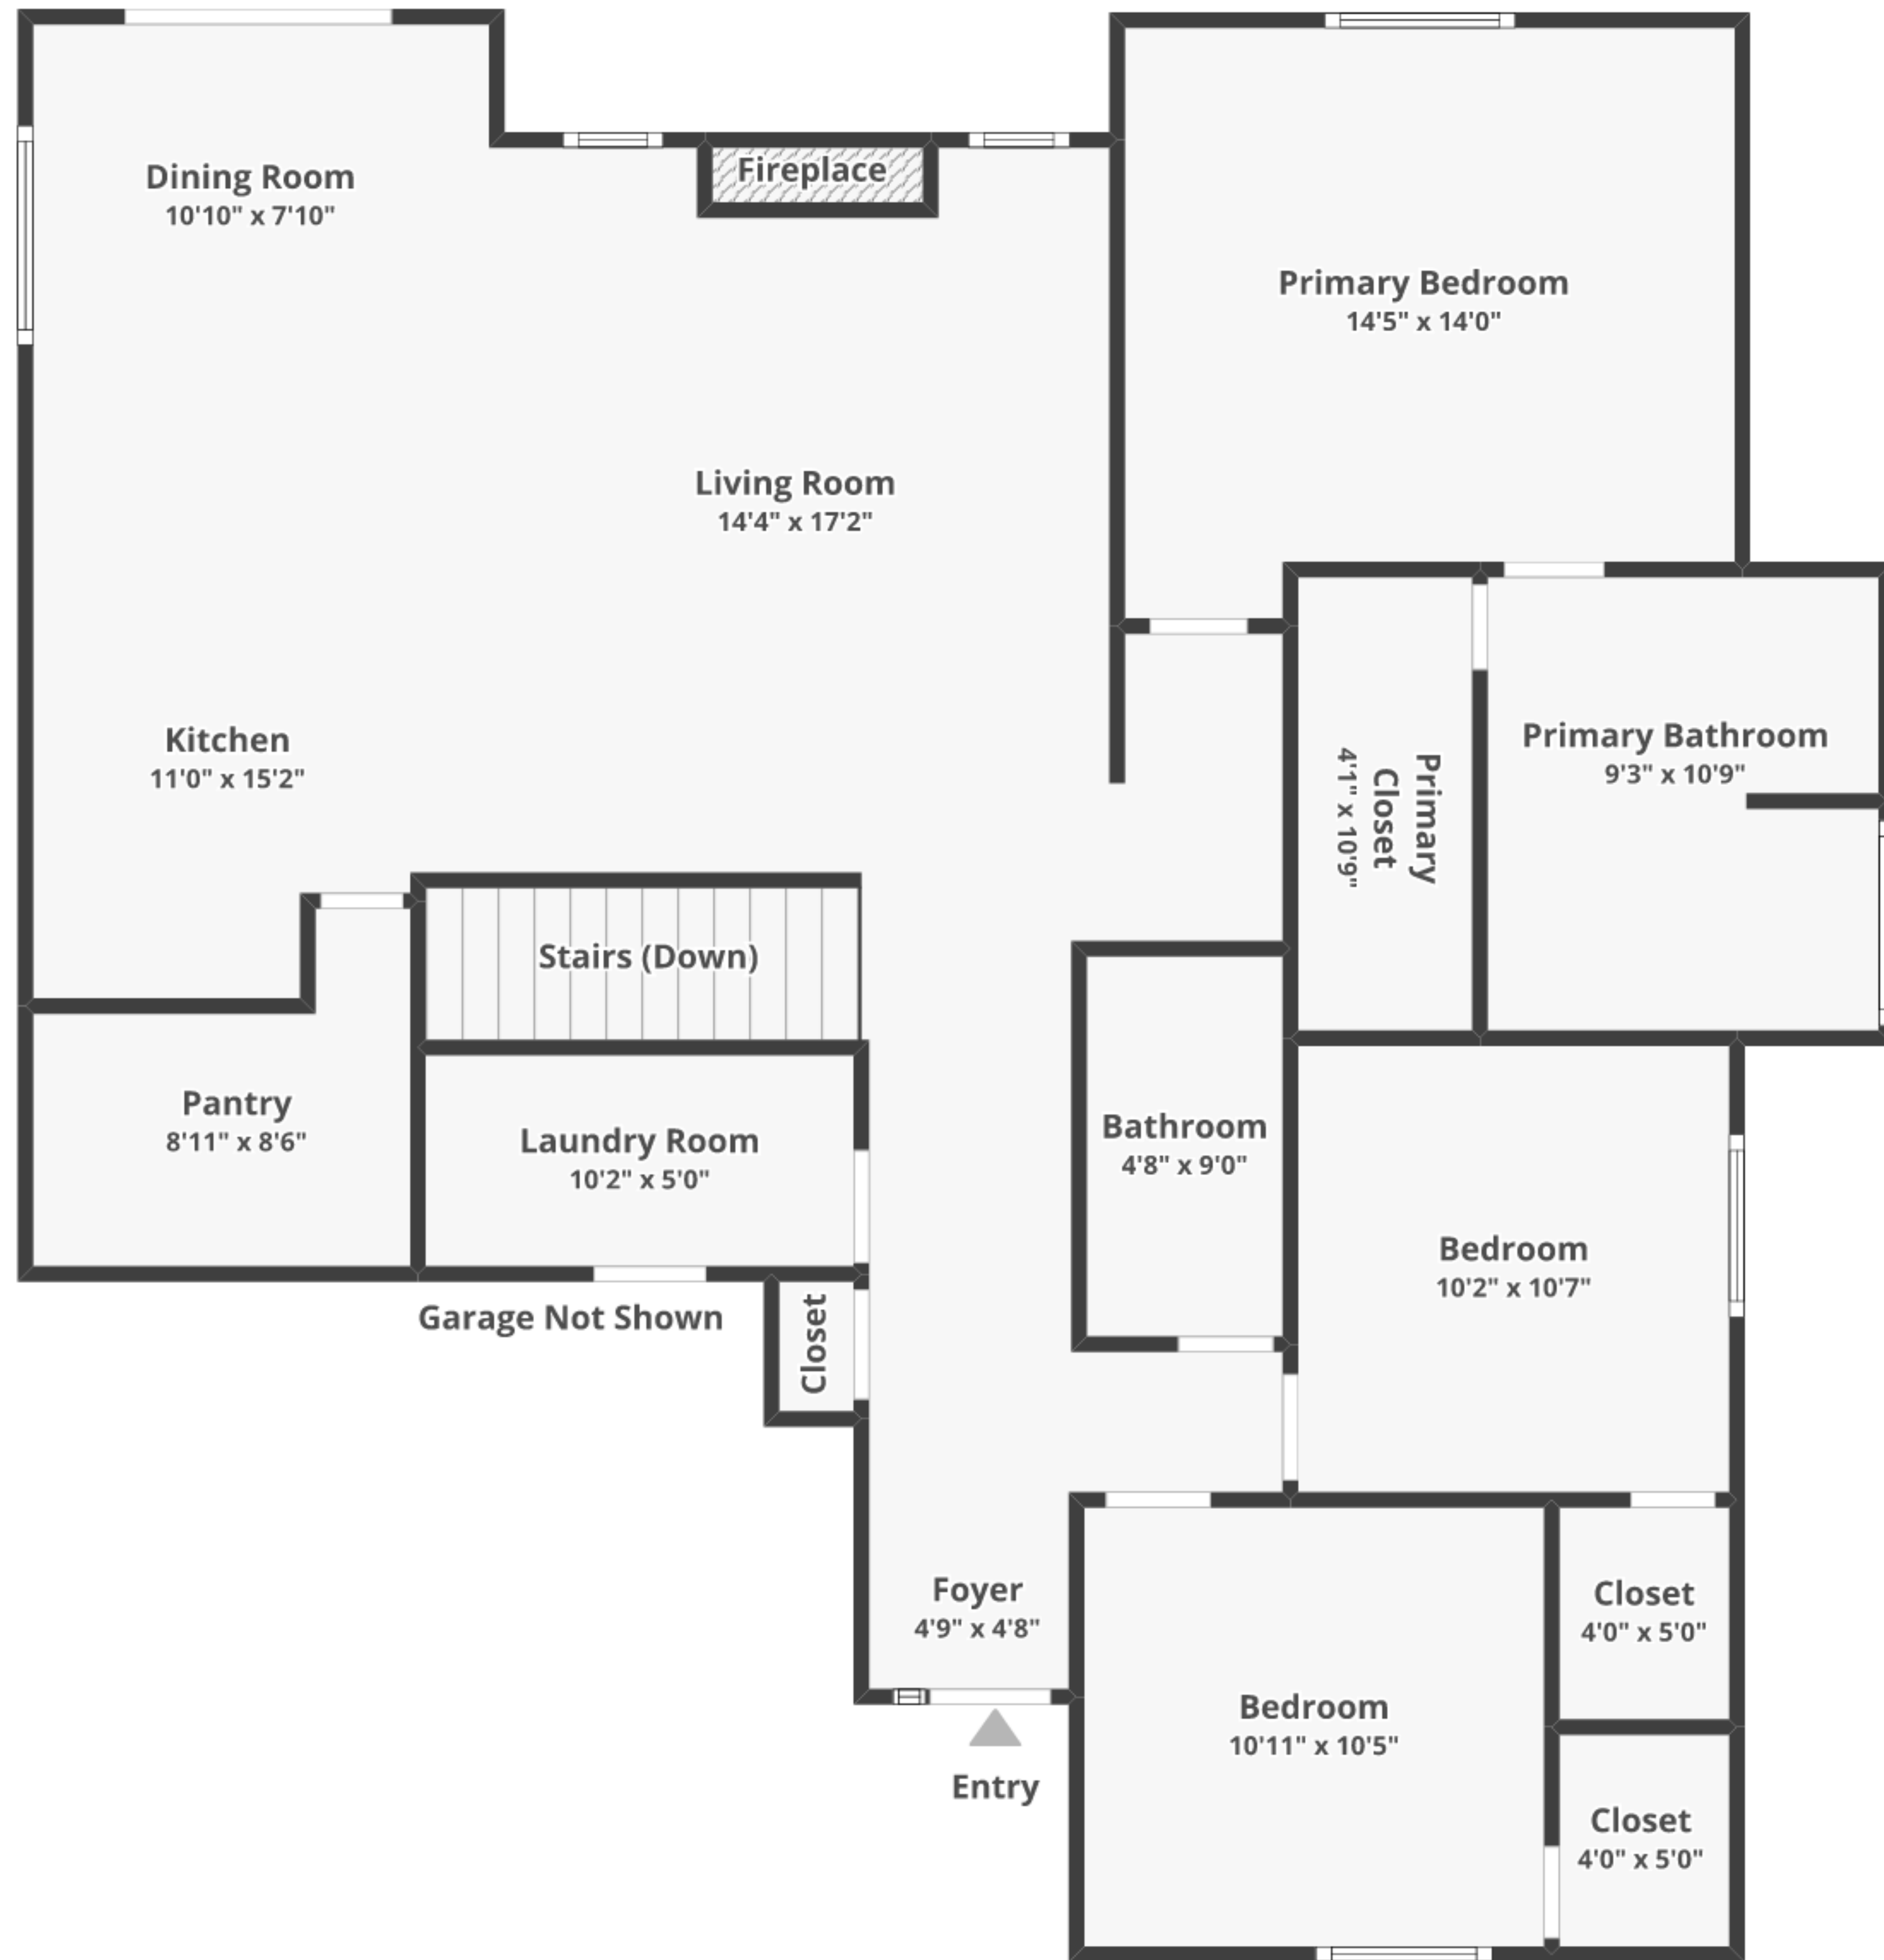 Dining Room
10'10" x 7'10"
Fireplace
Primary Bedroom
14'5" x 14'0"
Living Room
14'4" x 17'2"
Kitchen
11'0" x 15'2"
Primary
Closet
4'1" x 10'9"
Primary Bathroom
9'3" x 10'9"
Stairs (Down)
Pantry
8'11" x 8'6"
Laundry Room
10'2" x 5'0"
Bathroom
4'8" x 9'0"
Bedroom
10'2" x 10'7"
Garage Not Shown
Closet
Foyer
4'9" x 4'8"
Closet
4'0" x 5'0"
Bedroom
10'11" x 10'5"
Entry
Closet
4'0" x 5'0"